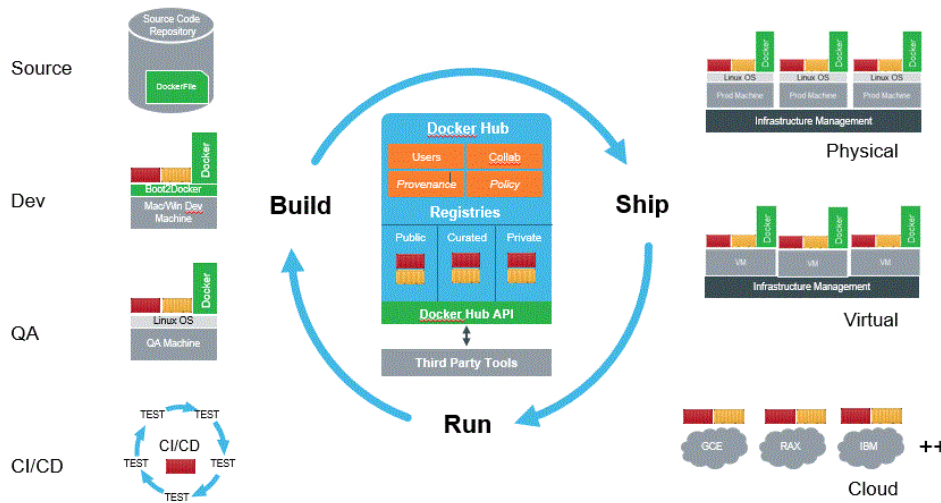 Source
Source Code
Repository
DockerFile
Dev
Docker
Boot2Docker
Mac/Win Dev
Machine
QA
Docker
Linux OS
QA Machine
CI/CD
TEST
TEST
TEST
TEST
TEST
CI/CD
Build
Ship
Run
Docker Hub
Users
Collab
Provenance
Policy
Registries
Public
Curated
Private
Docker Hub API
Third Party Tools
Docker
Docker
Docker
Linux OS
Linux OS
Linux OS
Prod Machine
Prod Machine
Prod Machine
Infrastructure Management
Physical
Docker
Docker
Docker
VM
VM
VM
Infrastructure Management
Virtual
GCE
RAX
IBM
++
Cloud